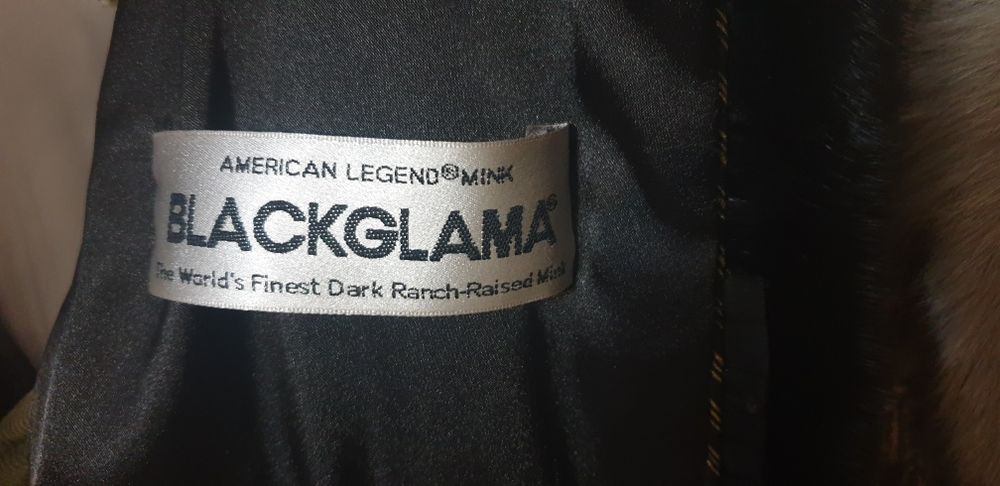 AMERICAN LEGEND® MINK
BLACKGLAMA®
The World's Finest Dark Ranch-Raised Mink